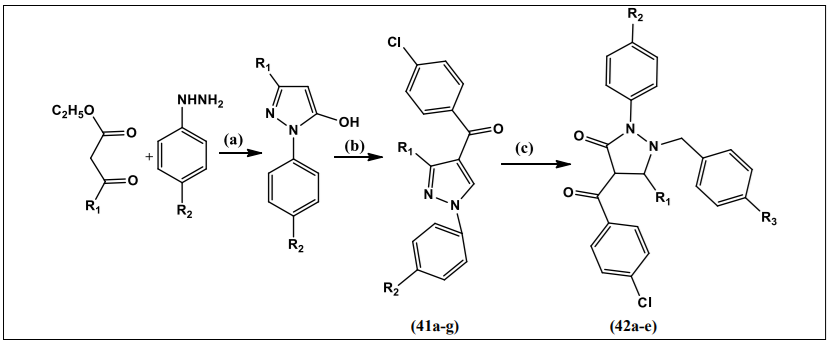 C2H5O
O
O
R1
+
NHNH2
R2
(a)
R1
N
N
OH
R2
(b)
Cl
O
R1
N
N
R2
(41a-g)
(c)
R2
N
O
N
R1
O
R3
Cl
(42a-e)